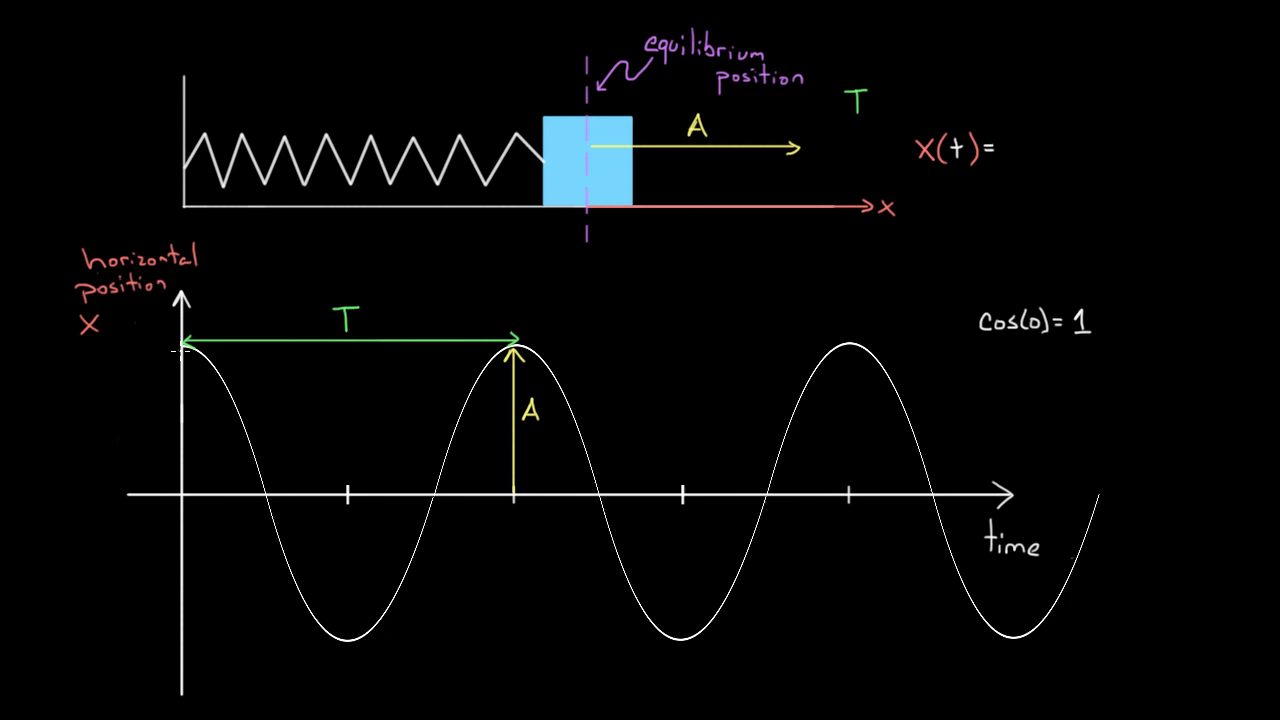 equilibrium
position
A
T
x(t)=
x
horizontal
position
x
T
cos(0)= 1
A
time